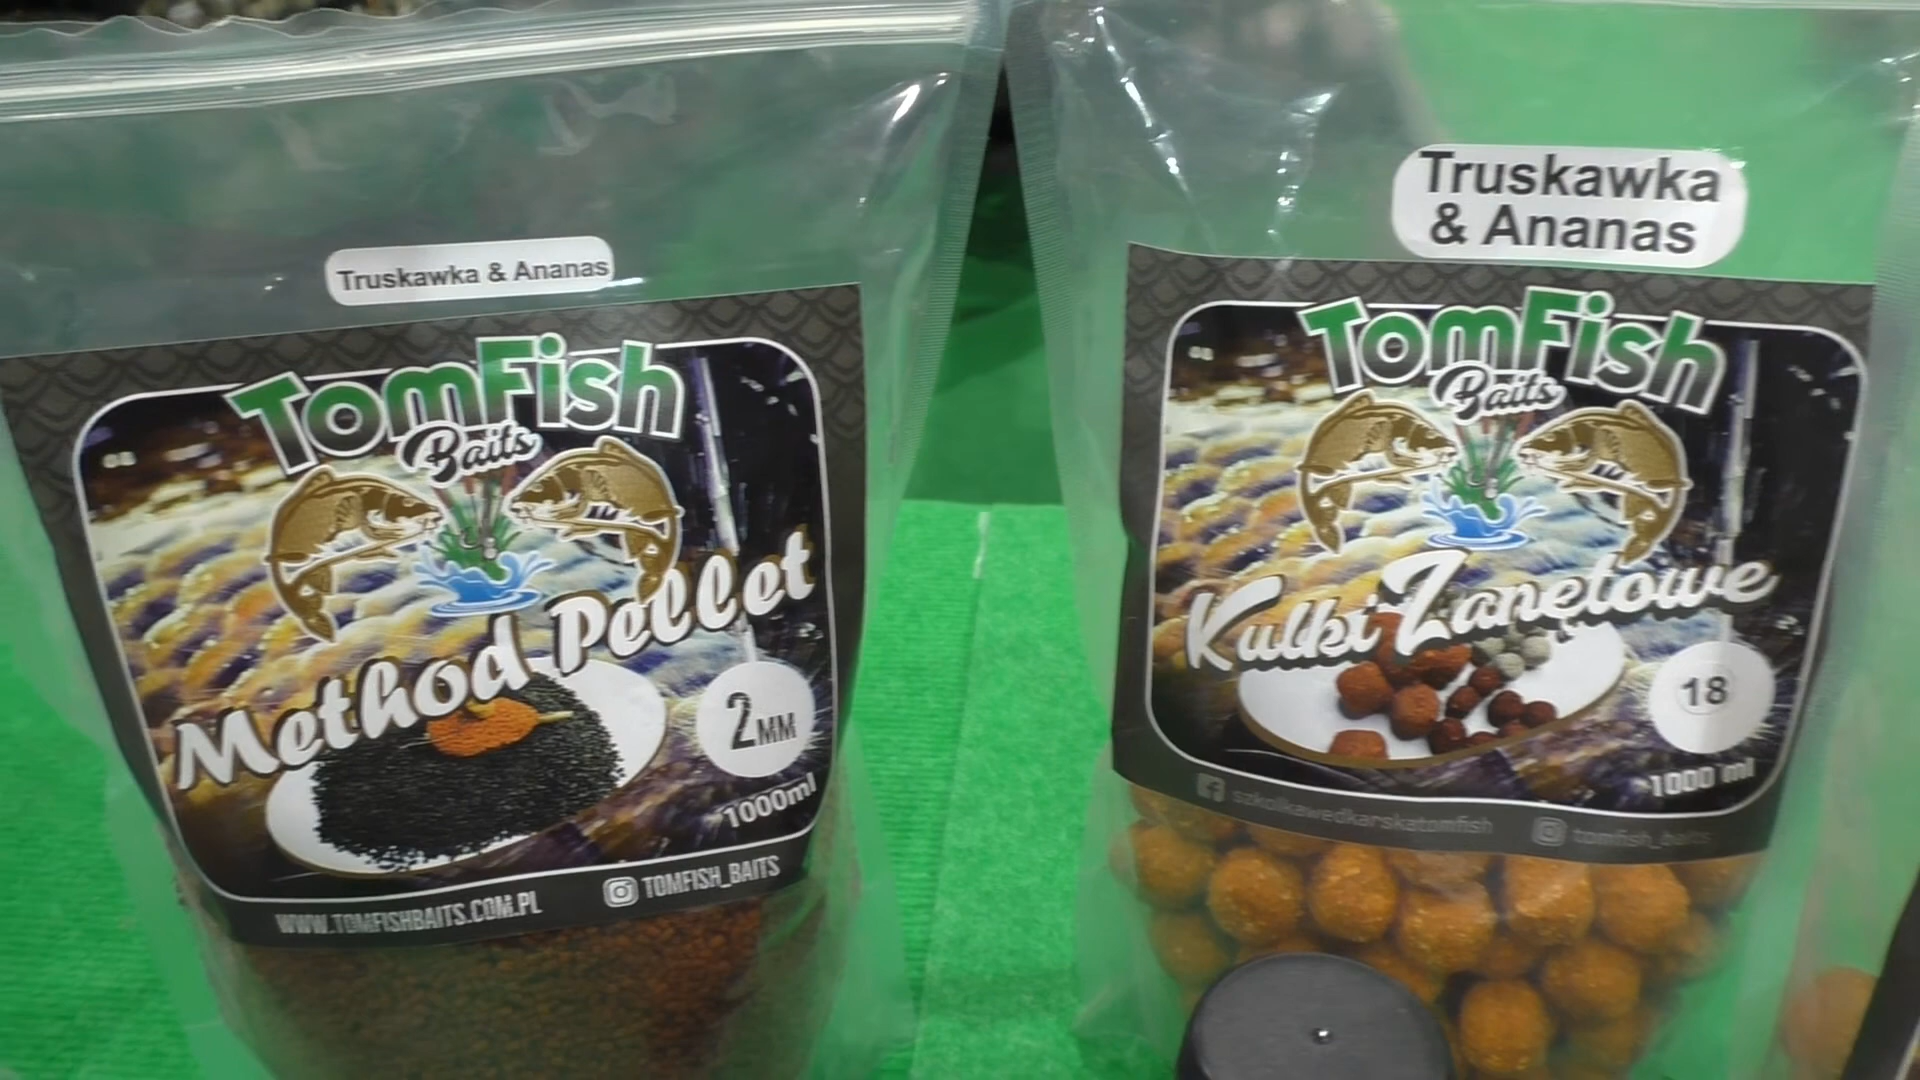 Truskawka & Ananas
TomFish
Baits
Method Pellet
2MM
1000ml
WWW.TOMFISHBAITS.COM.PL
TOMFISH_BAITS
Truskawka
& Ananas
TomFish
Baits
Kulki Zanetowe
18
1000 ml
szkolkawedkarskatomfish
tomfish_baits